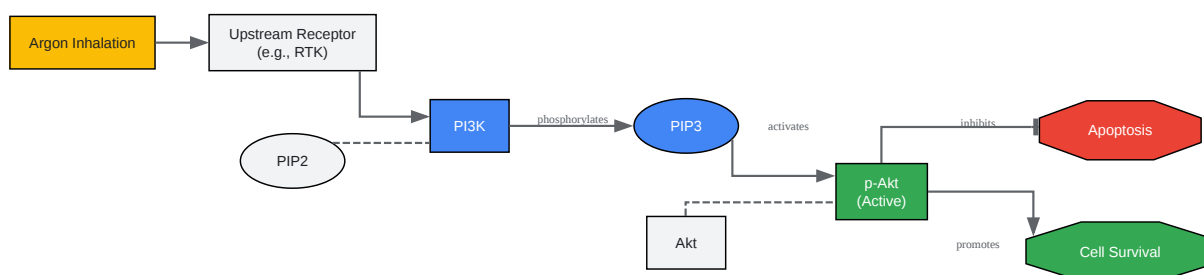 Argon Inhalation
Upstream Receptor
(e.g., RTK)
PI3K
phosphorylates
PIP3
activates
inhibits
Apoptosis
PIP2
p-Akt
(Active)
Akt
promotes
Cell Survival